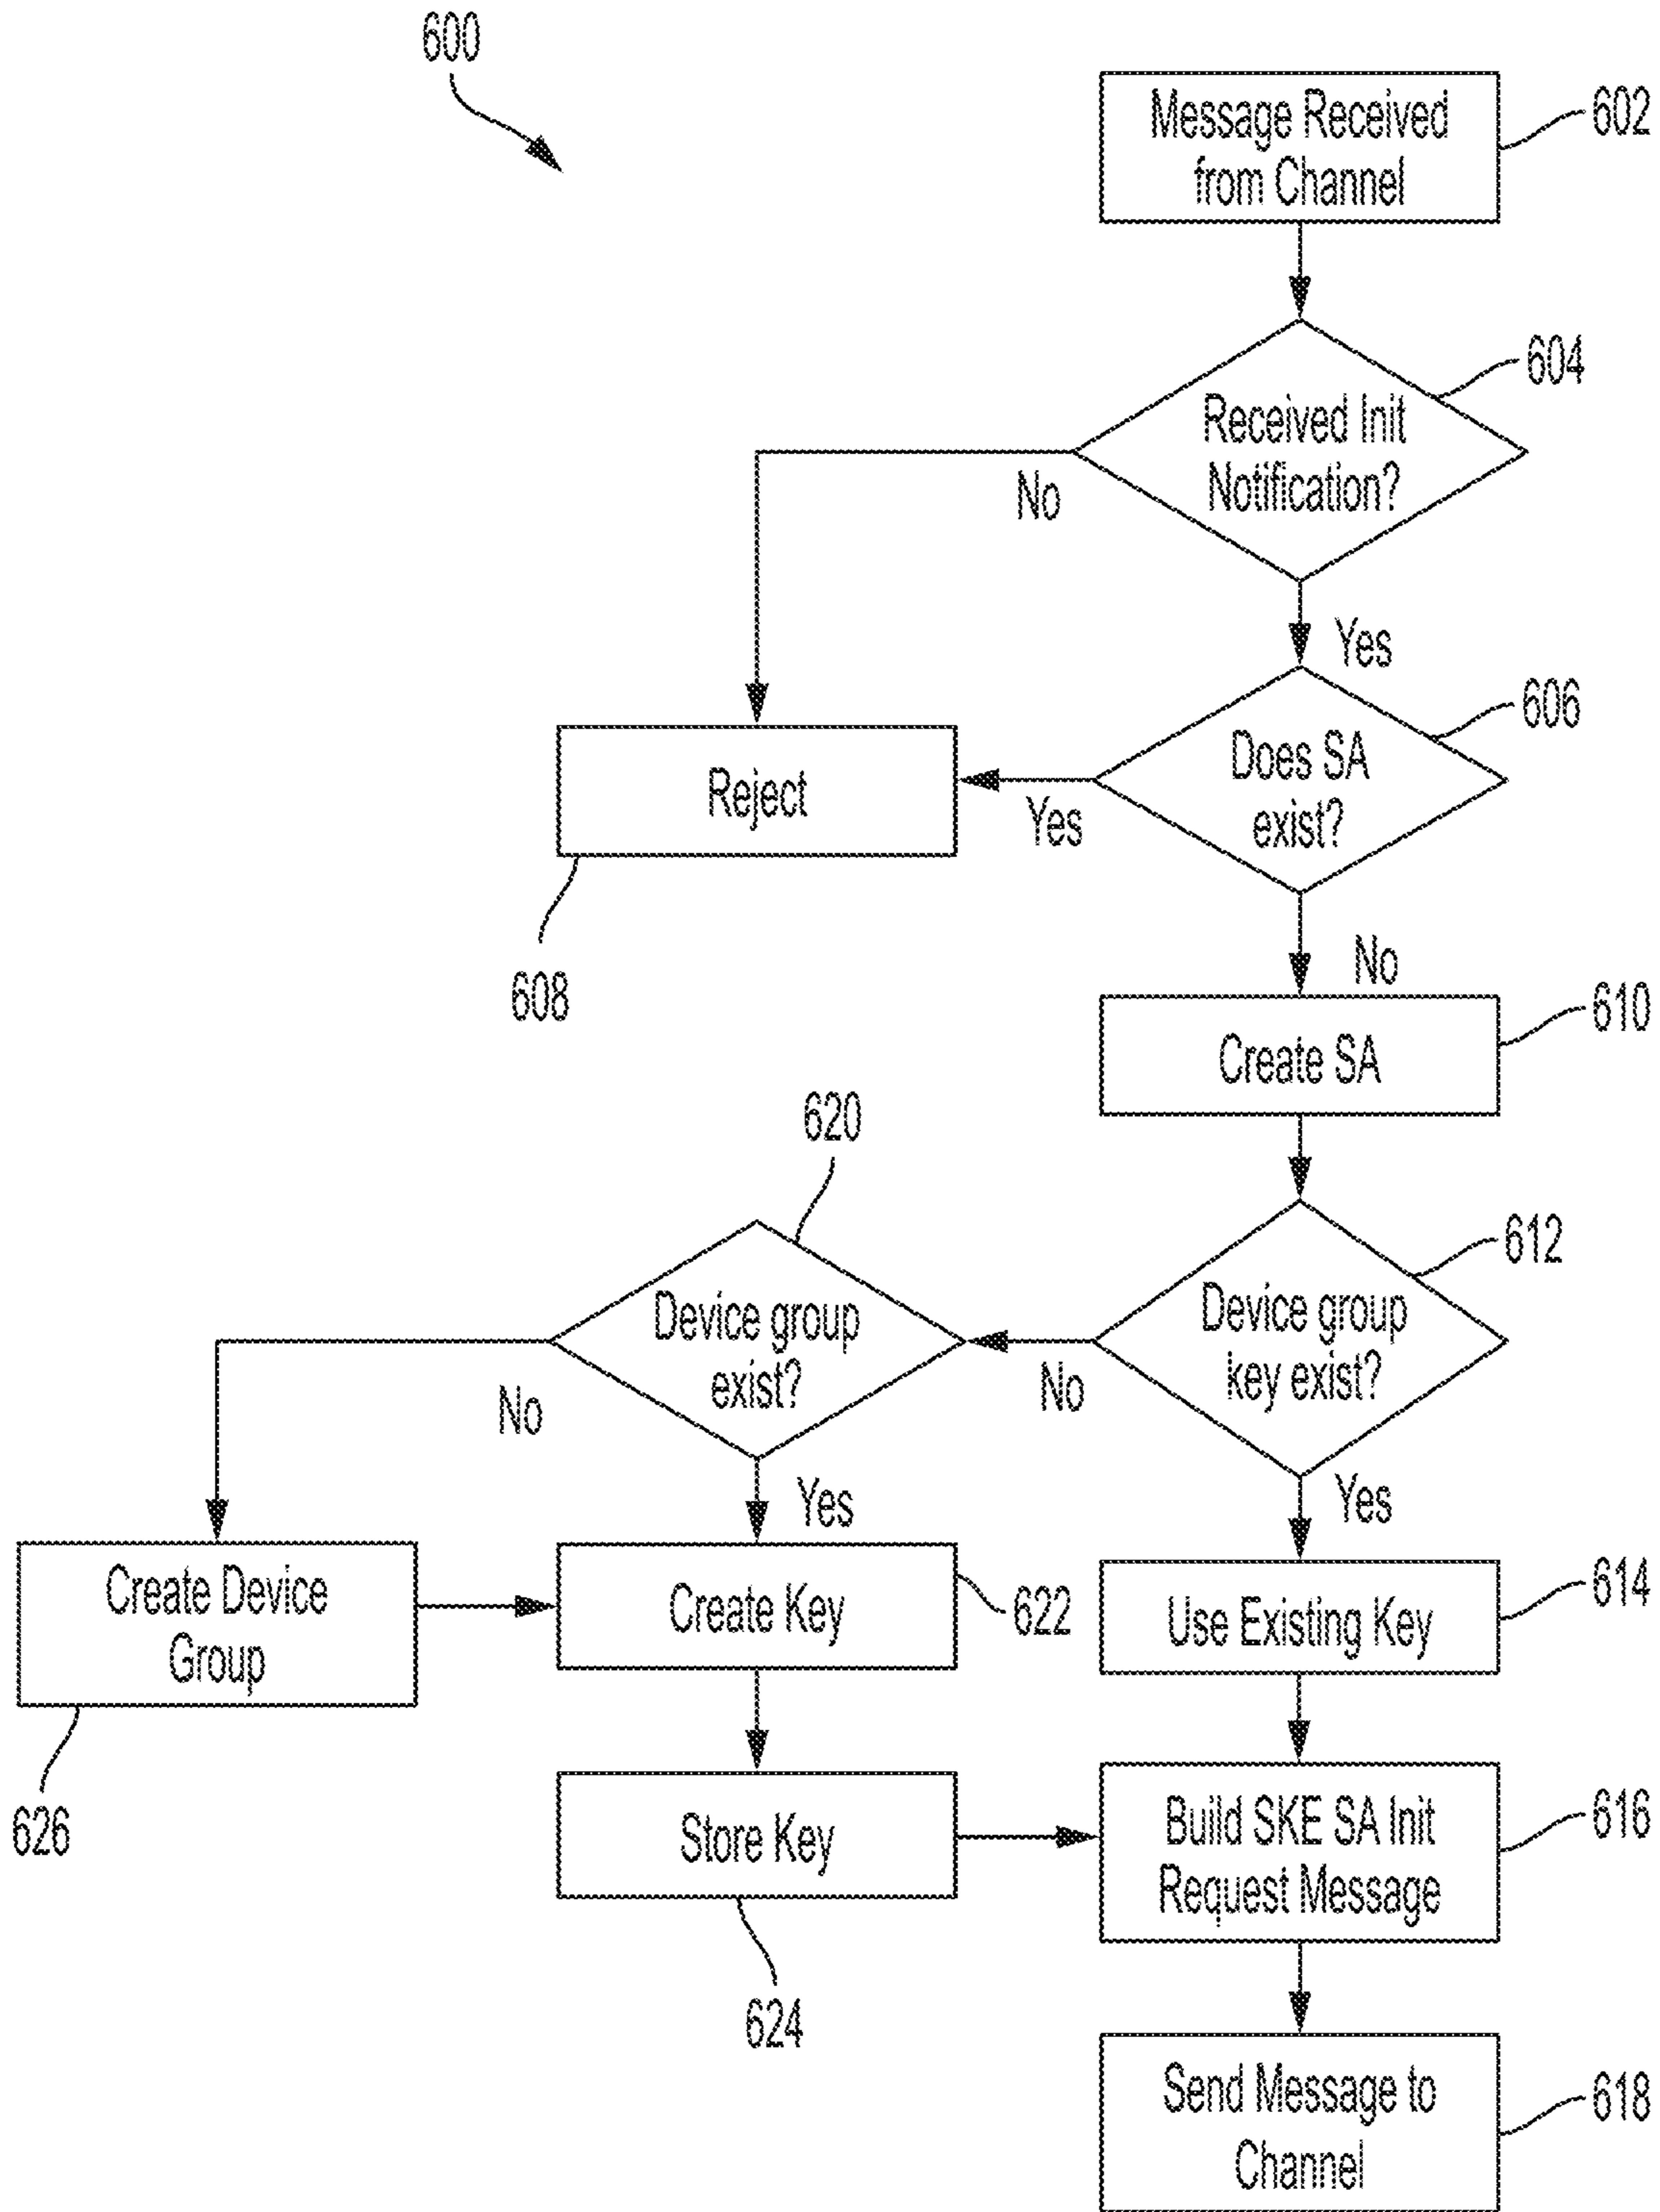 600
Message Received
from Channel
602
Received Init
Notification?
604
No
Yes
Does SA
exist?
606
Reject
Yes
608
No
Create SA
610
620
Device group
exist?
Device group
key exist?
612
No
No
Yes
Yes
Create Device
Group
Create Key
622
Use Existing Key
614
626
Store Key
Build SKE SA Init
Request Message
616
624
Send Message to
Channel
618